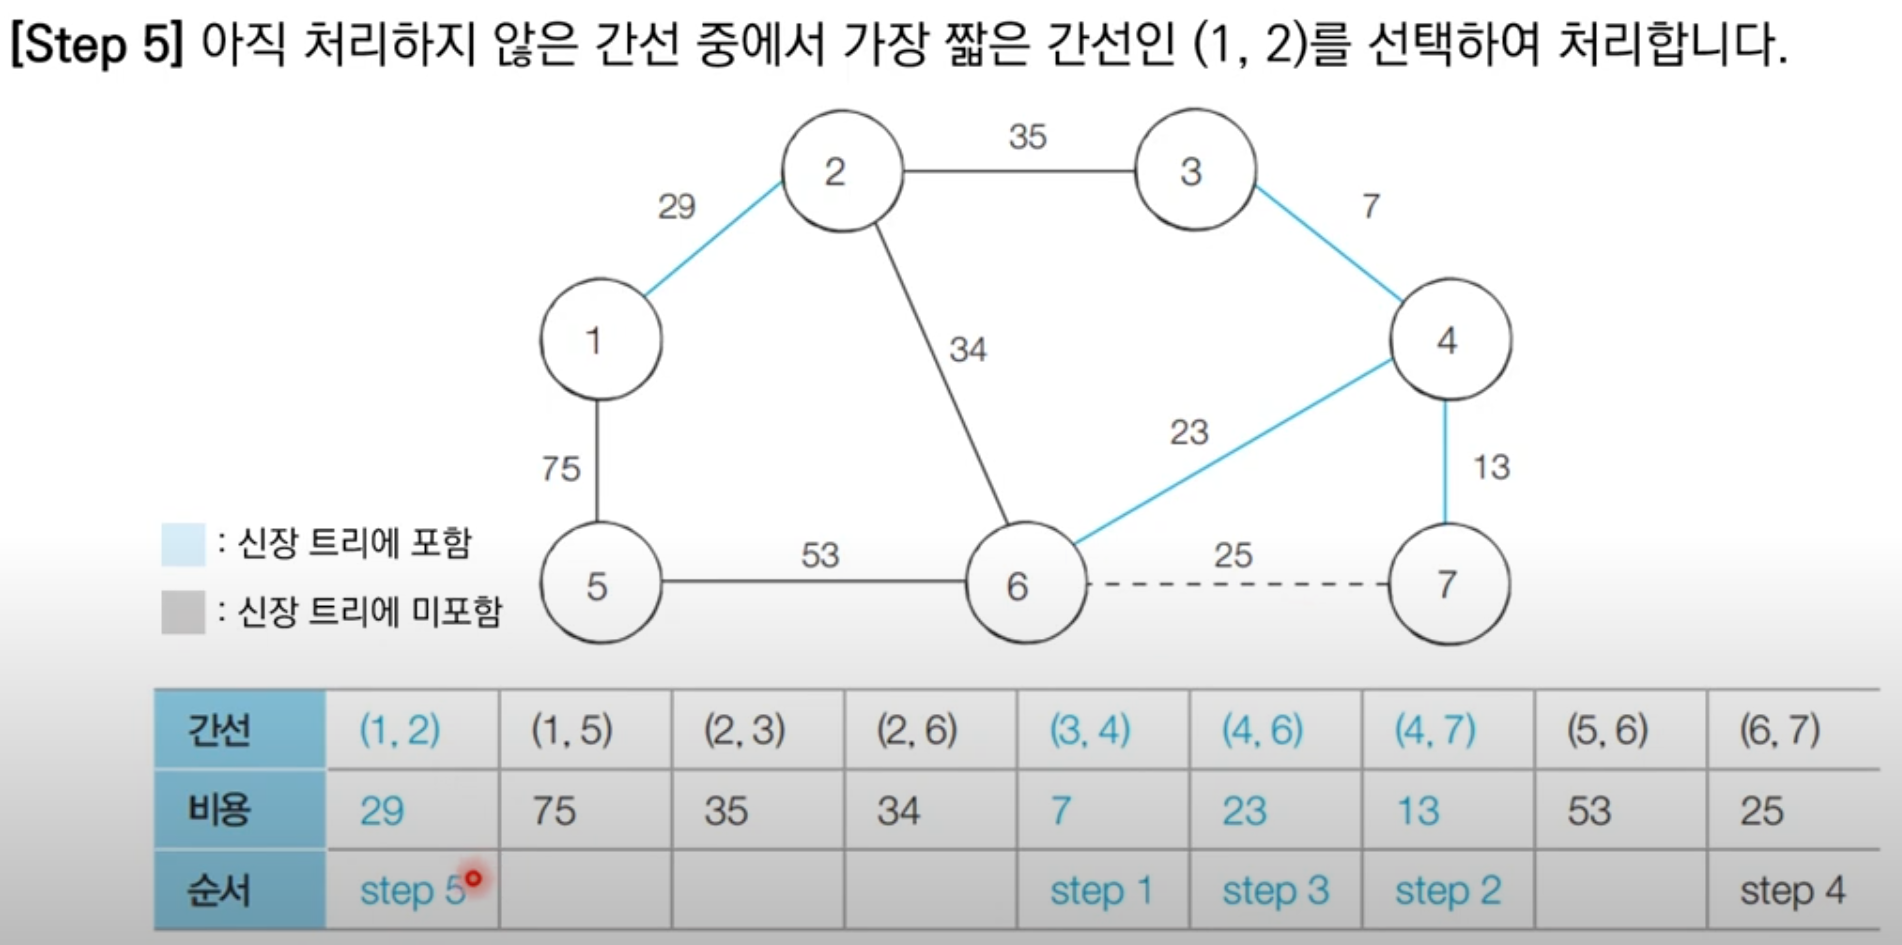 [Step 5] 아직 처리하지 않은 간선 중에서 가장 짧은 간선인 (1, 2)를 선택하여 처리합니다.
35
2
3
29
7
1
34
4
23
75
13
: 신장 트리에 포함
53
25
5
6
7
: 신장 트리에 미포함
간선 (1, 2) (1, 5) (2, 3) (2, 6) (3, 4) (4, 6) (4, 7) (5, 6) (6, 7)
비용 29 75 35 34 7 23 13 53 25
순서 step 5 step 1 step 3 step 2 step 4